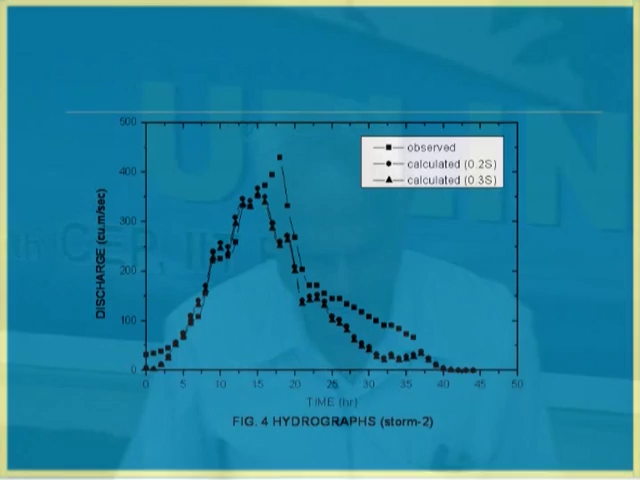 500
400
300
200
100
0
DISCHARGE (cu.m/sec)
observed
calculated (0.2S)
calculated (0.3S)
0 5 10 15 20 25 30 35 40 45 50
TIME (hr)
FIG. 4 HYDROGRAPHS (storm-2)